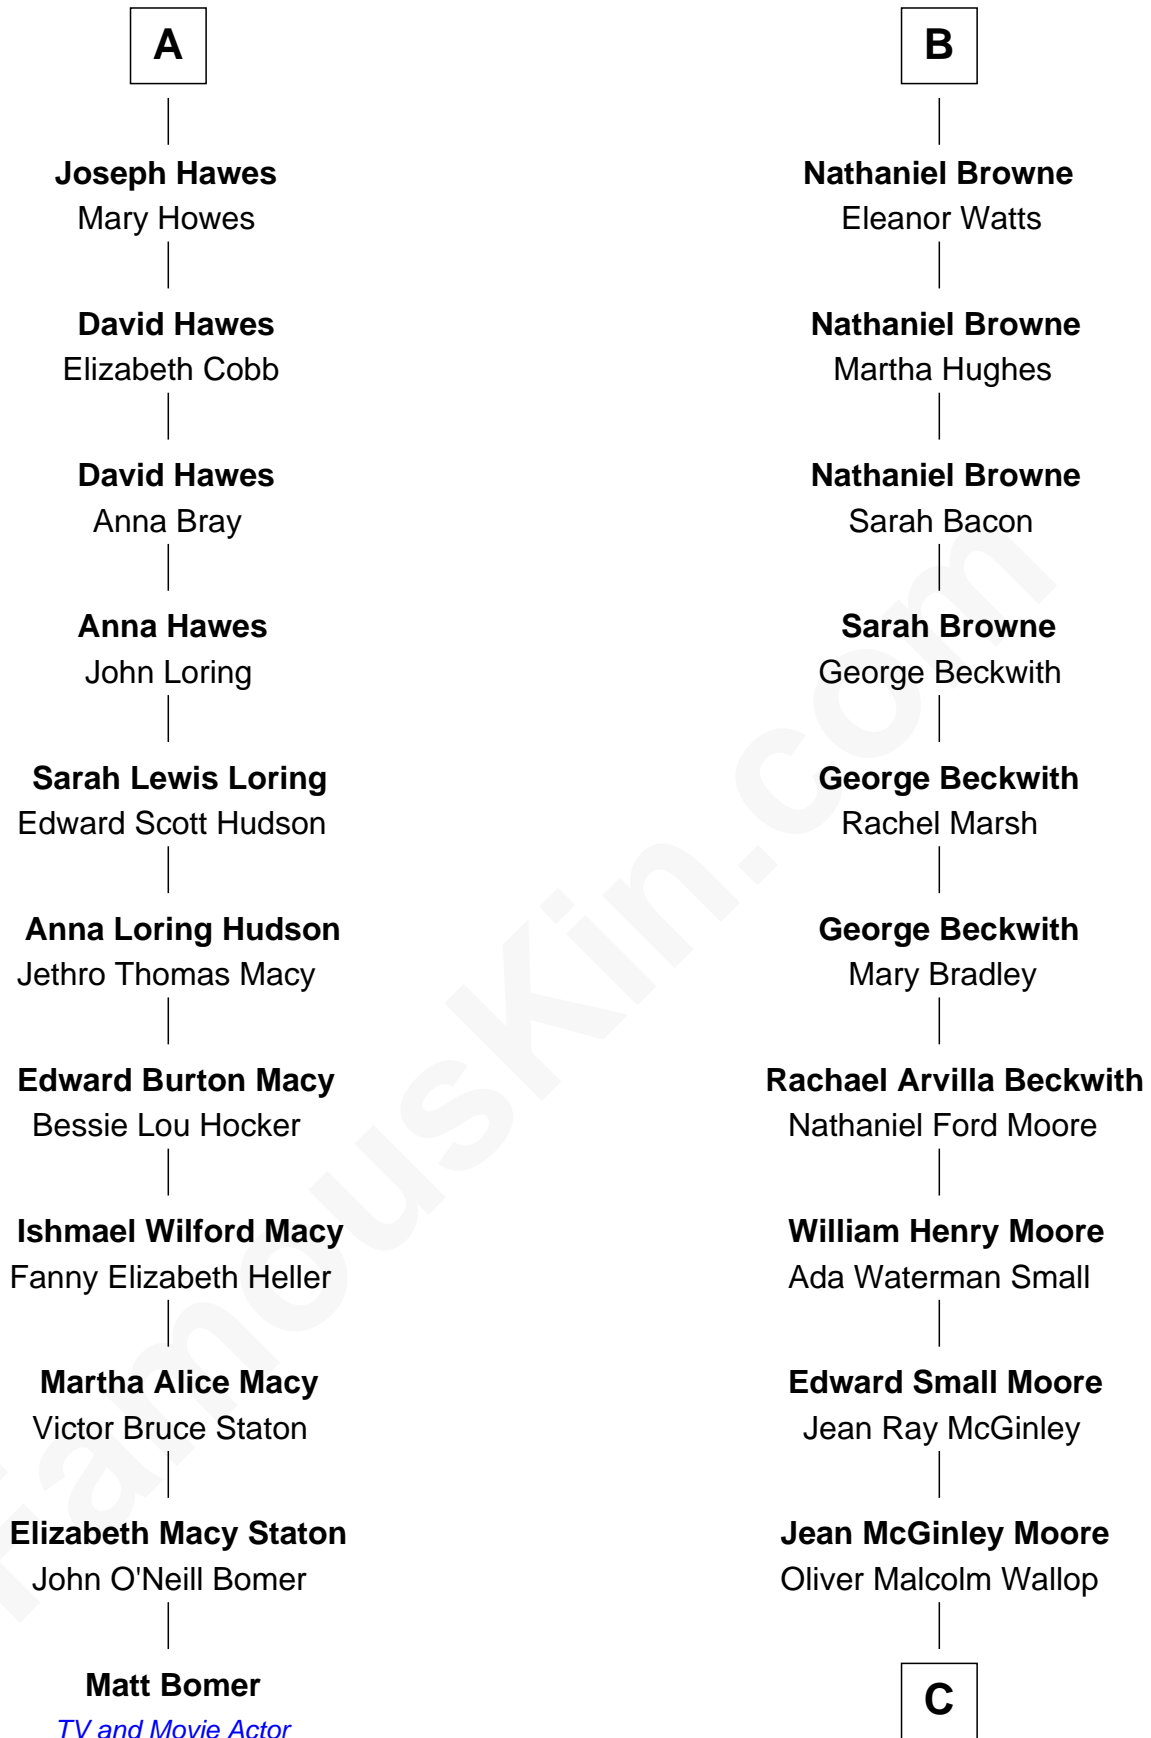 A
Joseph Hawes
Mary Howes
David Hawes
Elizabeth Cobb
David Hawes
Anna Bray
Anna Hawes
John Loring
Sarah Lewis Loring
Edward Scott Hudson
Anna Loring Hudson
Jethro Thomas Macy
Edward Burton Macy
Bessie Lou Hocker
Ishmael Wilford Macy
Fanny Elizabeth Heller
Martha Alice Macy
Victor Bruce Staton
Elizabeth Macy Staton
John O'Neill Bomer
Matt Bomer
TV and Movie Actor
B
Nathaniel Browne
Eleanor Watts
Nathaniel Browne
Martha Hughes
Nathaniel Browne
Sarah Bacon
Sarah Browne
George Beckwith
George Beckwith
Rachel Marsh
George Beckwith
Mary Bradley
Rachael Arvilla Beckwith
Nathaniel Ford Moore
William Henry Moore
Ada Waterman Small
Edward Small Moore
Jean Ray McGinley
Jean McGinley Moore
Oliver Malcolm Wallop
C
FamousKin.com